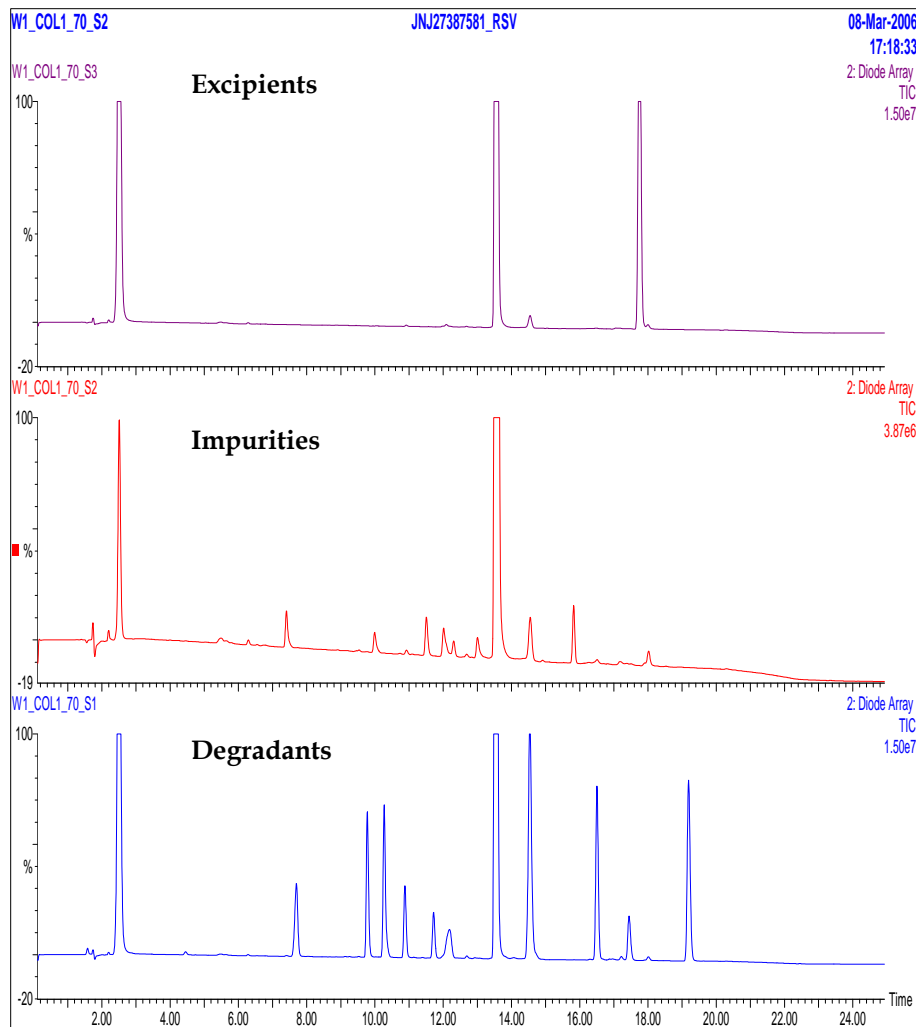 W1_COL1_70_S2 JNJ27387581_RSV 08-Mar-2006
17:18:33
W1_COL1_70_S3 2: Diode Array
TIC
1.50e7
Excipients
100
%
-20
W1_COL1_70_S2 2: Diode Array
TIC
3.87e6
Impurities
100
%
-19
W1_COL1_70_S1 2: Diode Array
TIC
1.50e7
Degradants
100
%
-20
Time
2.00 4.00 6.00 8.00 10.00 12.00 14.00 16.00 18.00 20.00 22.00 24.00